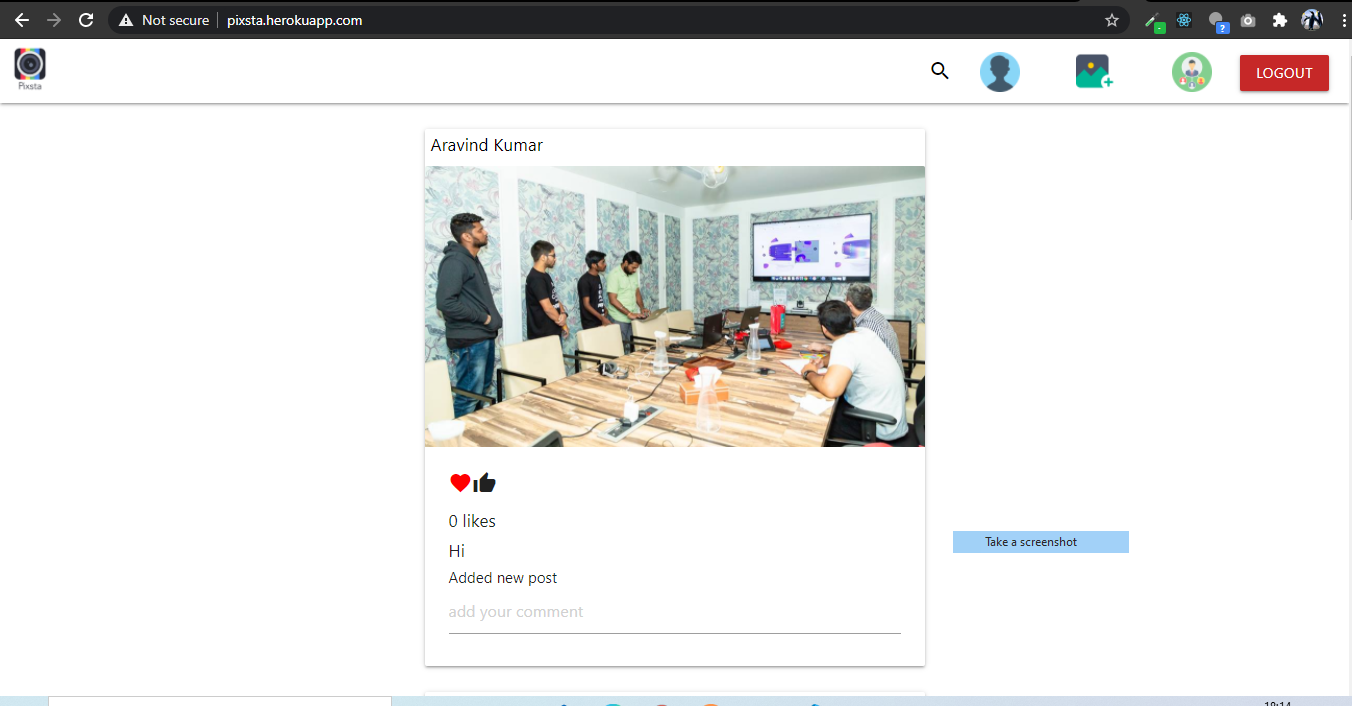 Not secure
pixsta.herokuapp.com
Pixsta
LOGOUT
Aravind Kumar
0 likes
Hi
Added new post
add your comment
Take a screenshot